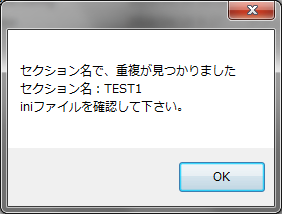 セクション名で、重複が見つかりました
セクション名：TEST1
iniファイルを確認して下さい。
OK